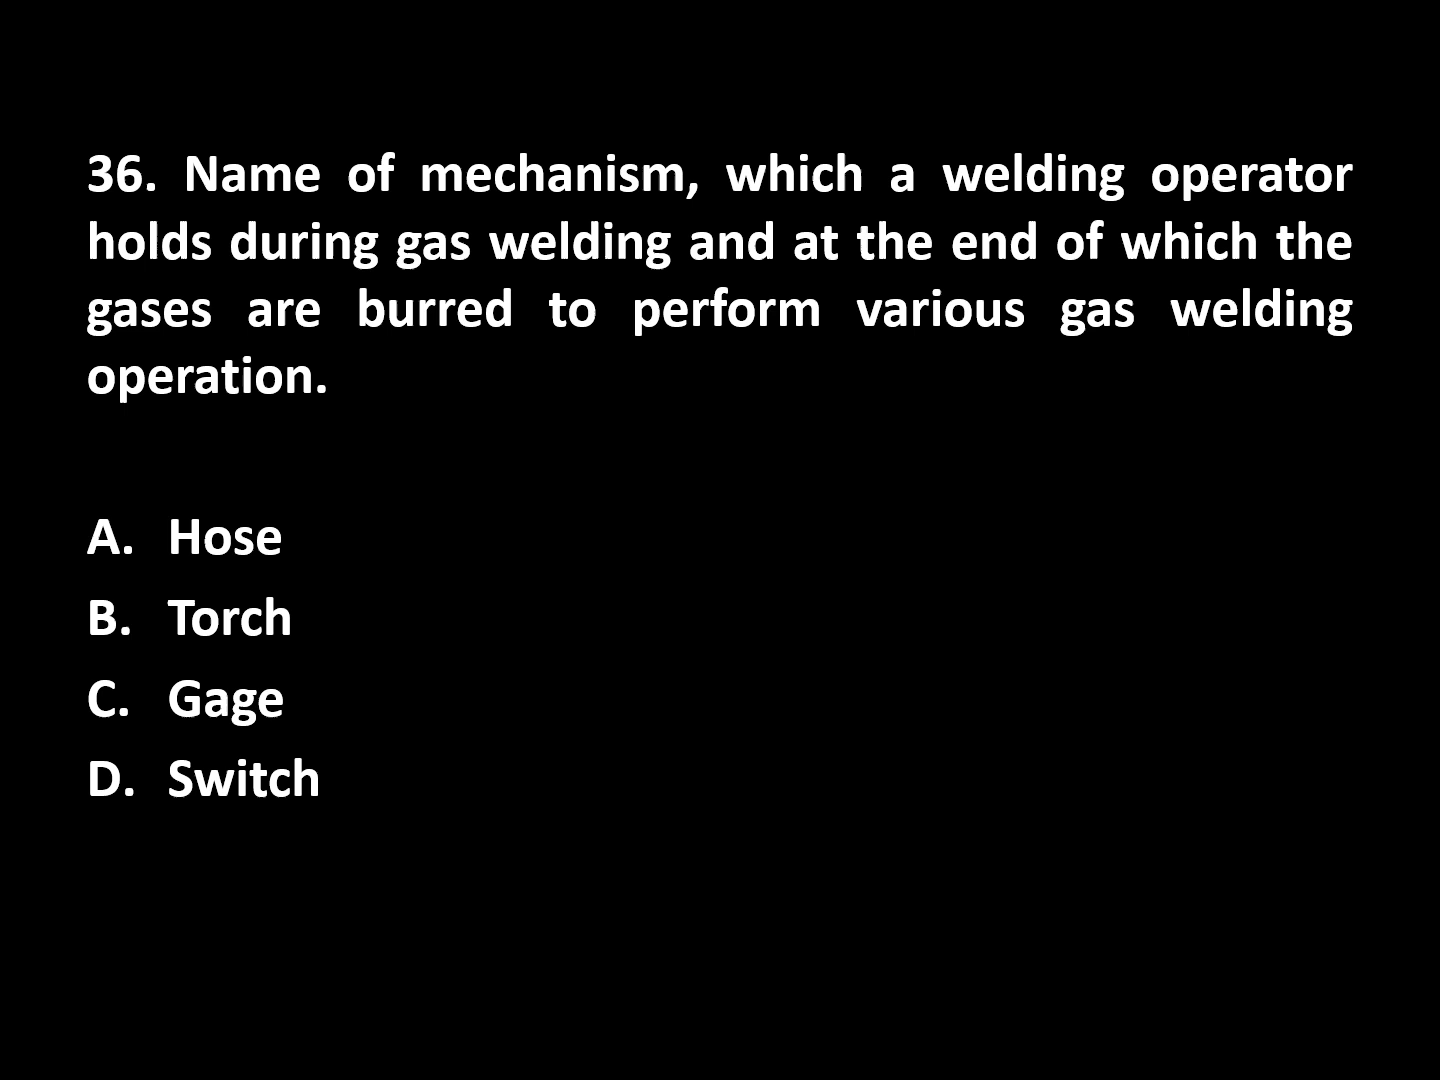 36. Name of mechanism, which a welding operator
holds during gas welding and at the end of which the
gases are burred to perform various gas welding
operation.
A. Hose
B. Torch
C. Gage
D. Switch